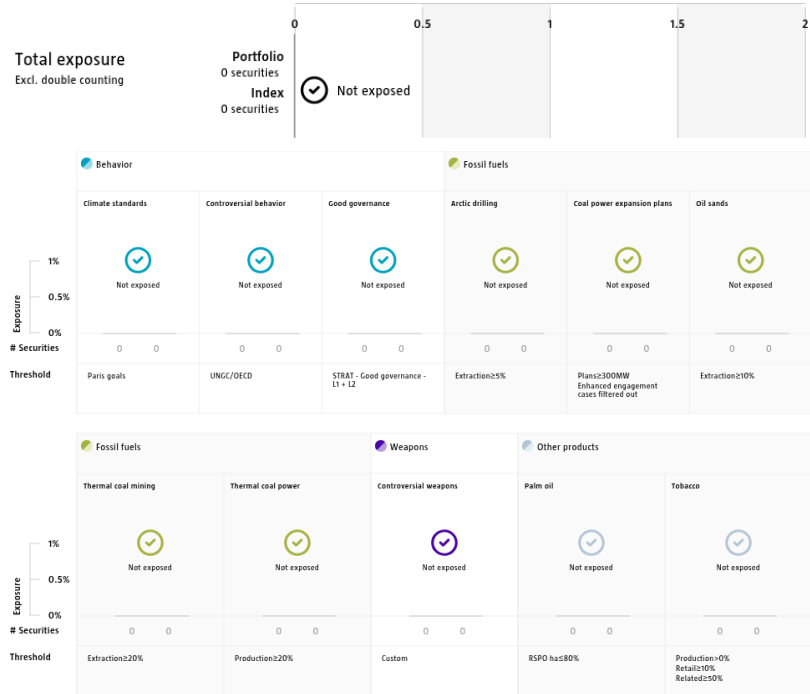 0 0.5 1 1.5 2
Total exposure
Excl. double counting
Portfolio
0 securities
Index
0 securities
Not exposed
Behavior Fossil fuels
Climate standards Controversial behavior Good governance Arctic drilling Coal power expansion plans Oil sands
Exposure
1%
0.5%
0%
Not exposed Not exposed Not exposed Not exposed Not exposed Not exposed
# Securities 0 0 0 0 0 0 0 0 0 0 0 0
Threshold Paris goals UNGC/OECD STRAT - Good governance - Extraction≥5% Plans≥300MW Extraction≥10%
L1 + L2 Enhanced engagement
cases filtered out
Fossil fuels Weapons Other products
Thermal coal mining Thermal coal power Controversial weapons Palm oil Tobacco
Exposure
1%
0.5%
0%
Not exposed Not exposed Not exposed Not exposed Not exposed
# Securities 0 0 0 0 0 0 0 0 0 0
Threshold Extraction≥20% Production≥20% Custom RSPO ha≤80% Production>0%
Retail≥10%
Related≥50%